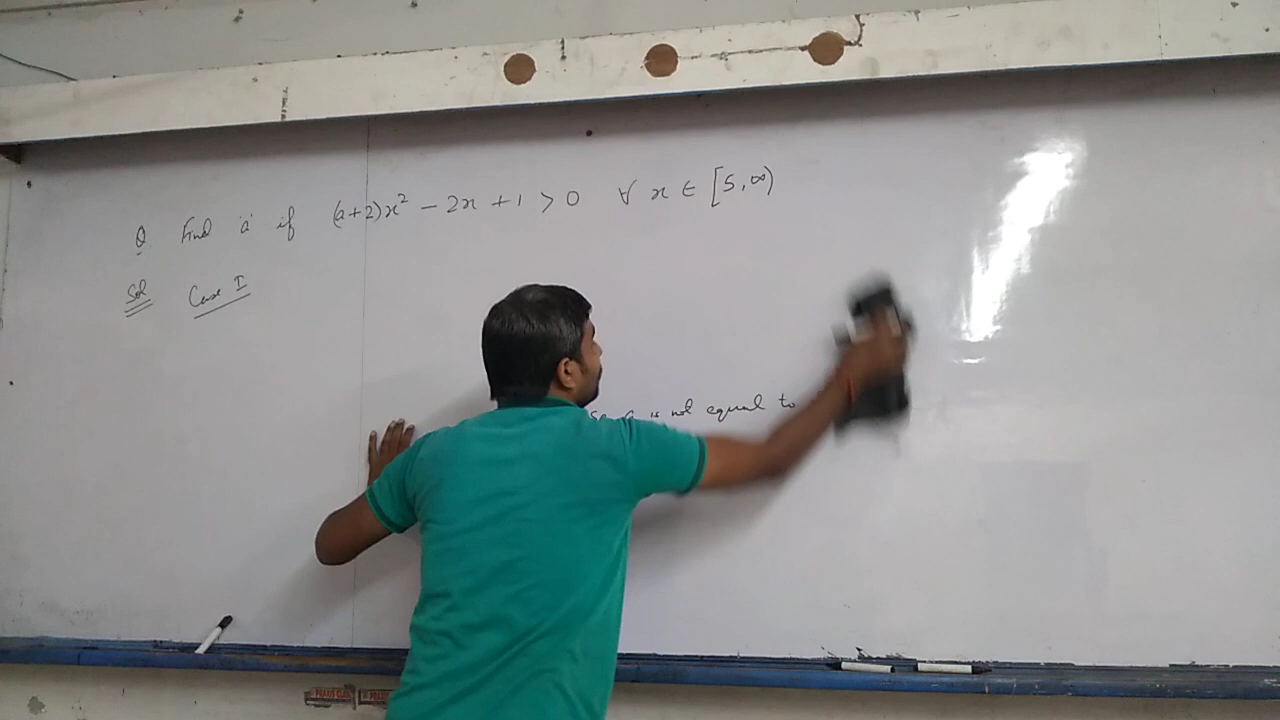 Q Find 'a' if (a+2)x² - 2x + 1 > 0 ∀ x ∈ [5, ∞)
Sol Case I
is not equal to